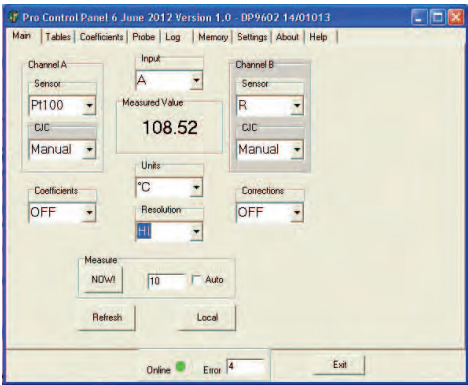 Pro Control Panel 6 June 2012 Version 1.0 - DP9602 14/01013
Main Tables Coefficients Probe Log Memory Settings About Help
Channel A
Sensor
Pt100
CJC
Manual
Input
A
Measured Value
108.52
Units
°C
Resolution
HI
Channel B
Sensor
R
CJC
Manual
Coefficients
OFF
Corrections
OFF
Measure
NOW! 10 Auto
Refresh Local
Online Error 4 Exit